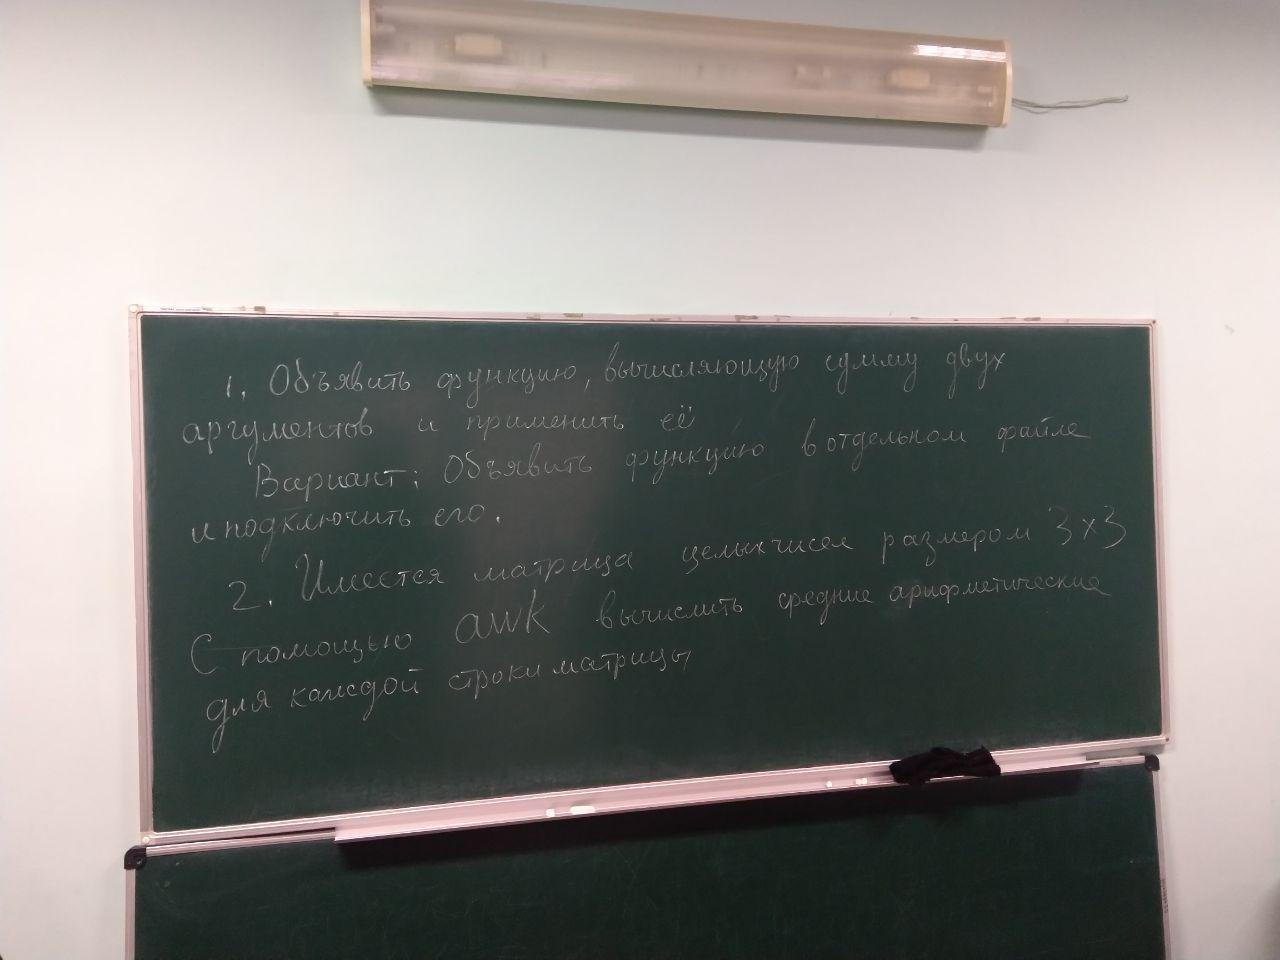 1. Объявить функцию, вычисляющую сумму двух
аргументов и применить её
Вариант: Объявить функцию в отдельном файле
и подключить его.
2. Имеется матрица целых чисел размером 3x3
С помощью awk вычислить средние арифметические
для каждой строки матрицы